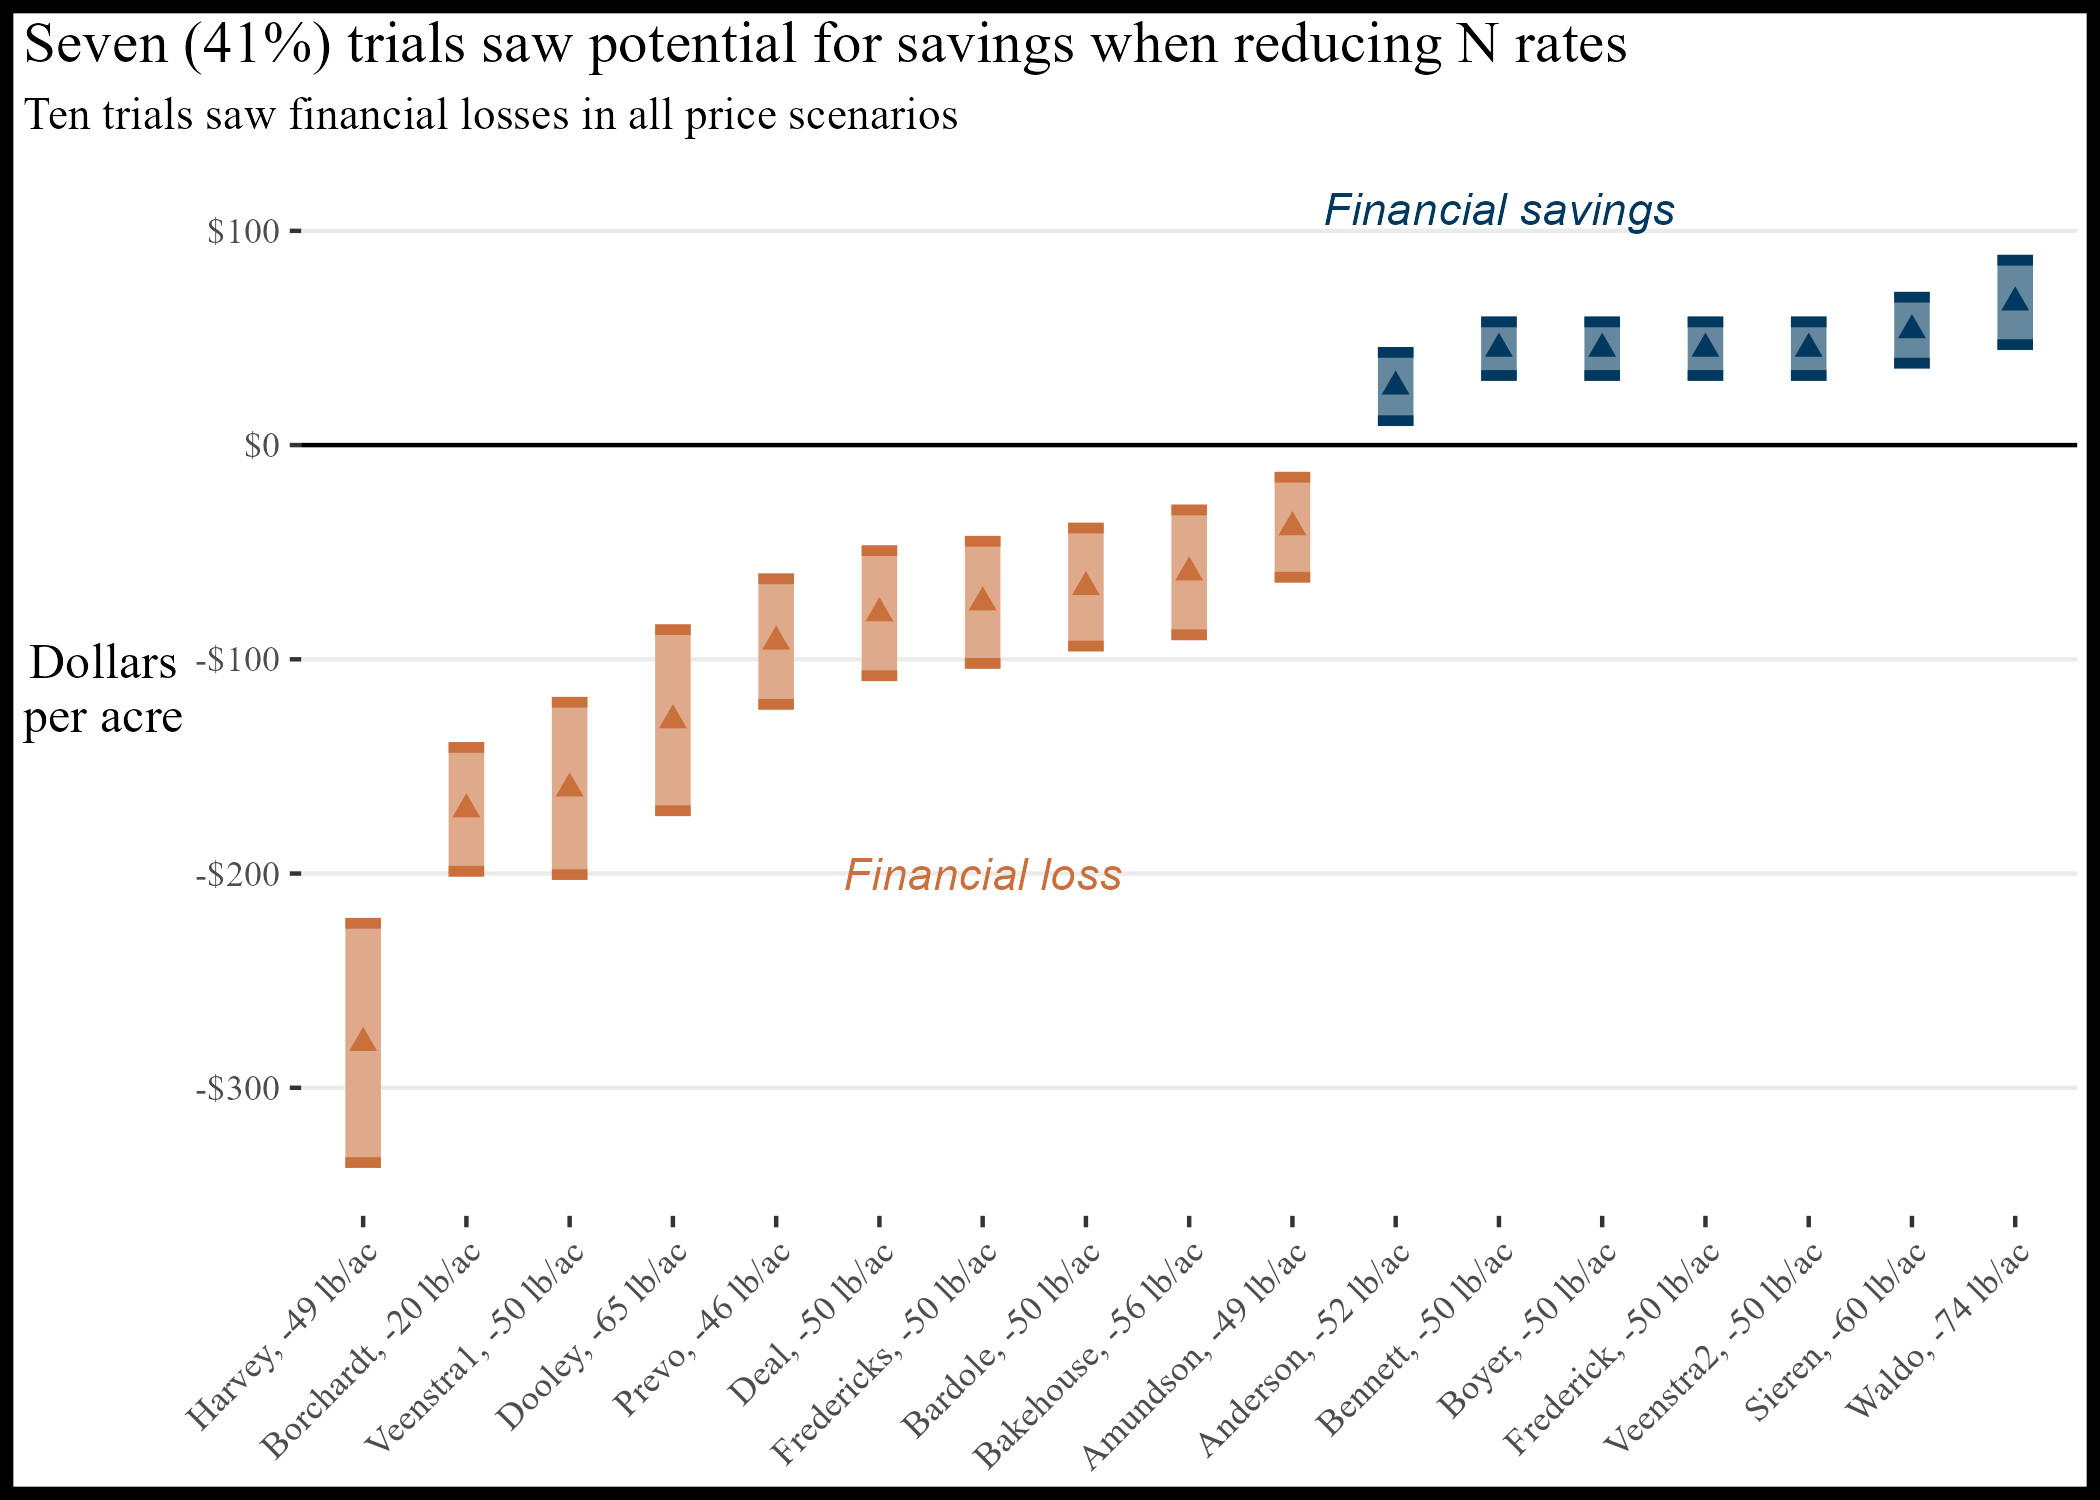 Seven (41%) trials saw potential for savings when reducing N rates
Ten trials saw financial losses in all price scenarios
Financial savings
$100
$0
Dollars
per acre
-$100
-$200
Financial loss
-$300
Harvey, -49 lb/ac
Borchardt, -20 lb/ac
Veenstra1, -50 lb/ac
Dooley, -65 lb/ac
Prevo, -46 lb/ac
Deal, -50 lb/ac
Fredericks, -50 lb/ac
Bardole, -50 lb/ac
Bakehouse, -56 lb/ac
Amundson, -49 lb/ac
Anderson, -52 lb/ac
Bennett, -50 lb/ac
Boyer, -50 lb/ac
Frederick, -50 lb/ac
Veenstra2, -50 lb/ac
Sieren, -60 lb/ac
Waldo, -74 lb/ac